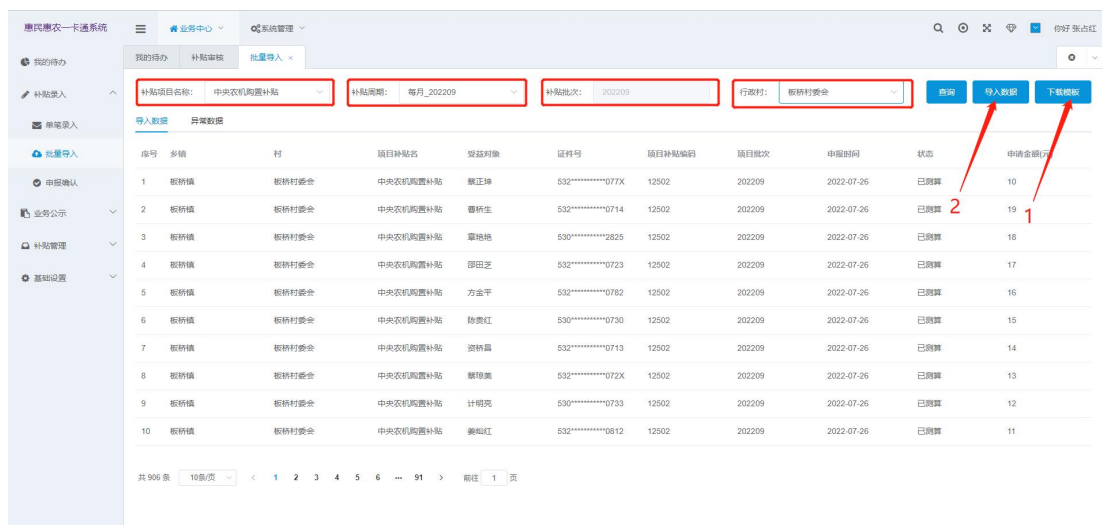 惠民惠农一卡通系统 业务中心 系统管理 你好 张占红
我的待办 我的待办 补贴审核 批量导入 ×
补贴录入 补贴项目名称: 中央农机购置补贴 补贴周期: 每月_202209 补贴批次: 202209 行政村: 板桥村委会 查询 导入数据 下载模板
单笔录入 导入数据 异常数据
批量导入 序号 乡镇 村 项目补贴名 受益对象 证件号 项目补贴编码 项目批次 申报时间 状态 申请金额(元)
申报确认 1 板桥镇 板桥村委会 中央农机购置补贴 蔡正坤 532***********077X 12502 202209 2022-07-26 已测算 10
业务公示 2 板桥镇 板桥村委会 中央农机购置补贴 曹桥生 532***********0714 12502 202209 2022-07-26 已测算 19
2 1
补贴管理 3 板桥镇 板桥村委会 中央农机购置补贴 章艳艳 530***********2825 12502 202209 2022-07-26 已测算 18
基础设置 4 板桥镇 板桥村委会 中央农机购置补贴 邵田芝 532***********0723 12502 202209 2022-07-26 已测算 17
5 板桥镇 板桥村委会 中央农机购置补贴 方金平 532***********0782 12502 202209 2022-07-26 已测算 16
6 板桥镇 板桥村委会 中央农机购置补贴 陈贵红 530***********0730 12502 202209 2022-07-26 已测算 15
7 板桥镇 板桥村委会 中央农机购置补贴 资桥昌 532***********0713 12502 202209 2022-07-26 已测算 14
8 板桥镇 板桥村委会 中央农机购置补贴 蔡琼美 532***********072X 12502 202209 2022-07-26 已测算 13
9 板桥镇 板桥村委会 中央农机购置补贴 计明亮 530***********0733 12502 202209 2022-07-26 已测算 12
10 板桥镇 板桥村委会 中央农机购置补贴 532***********0812 12502 202209 2022-07-26 已测算 11
共 906 条 10条/页 < 1 2 3 4 5 6 ••• 91 > 前往 1 页